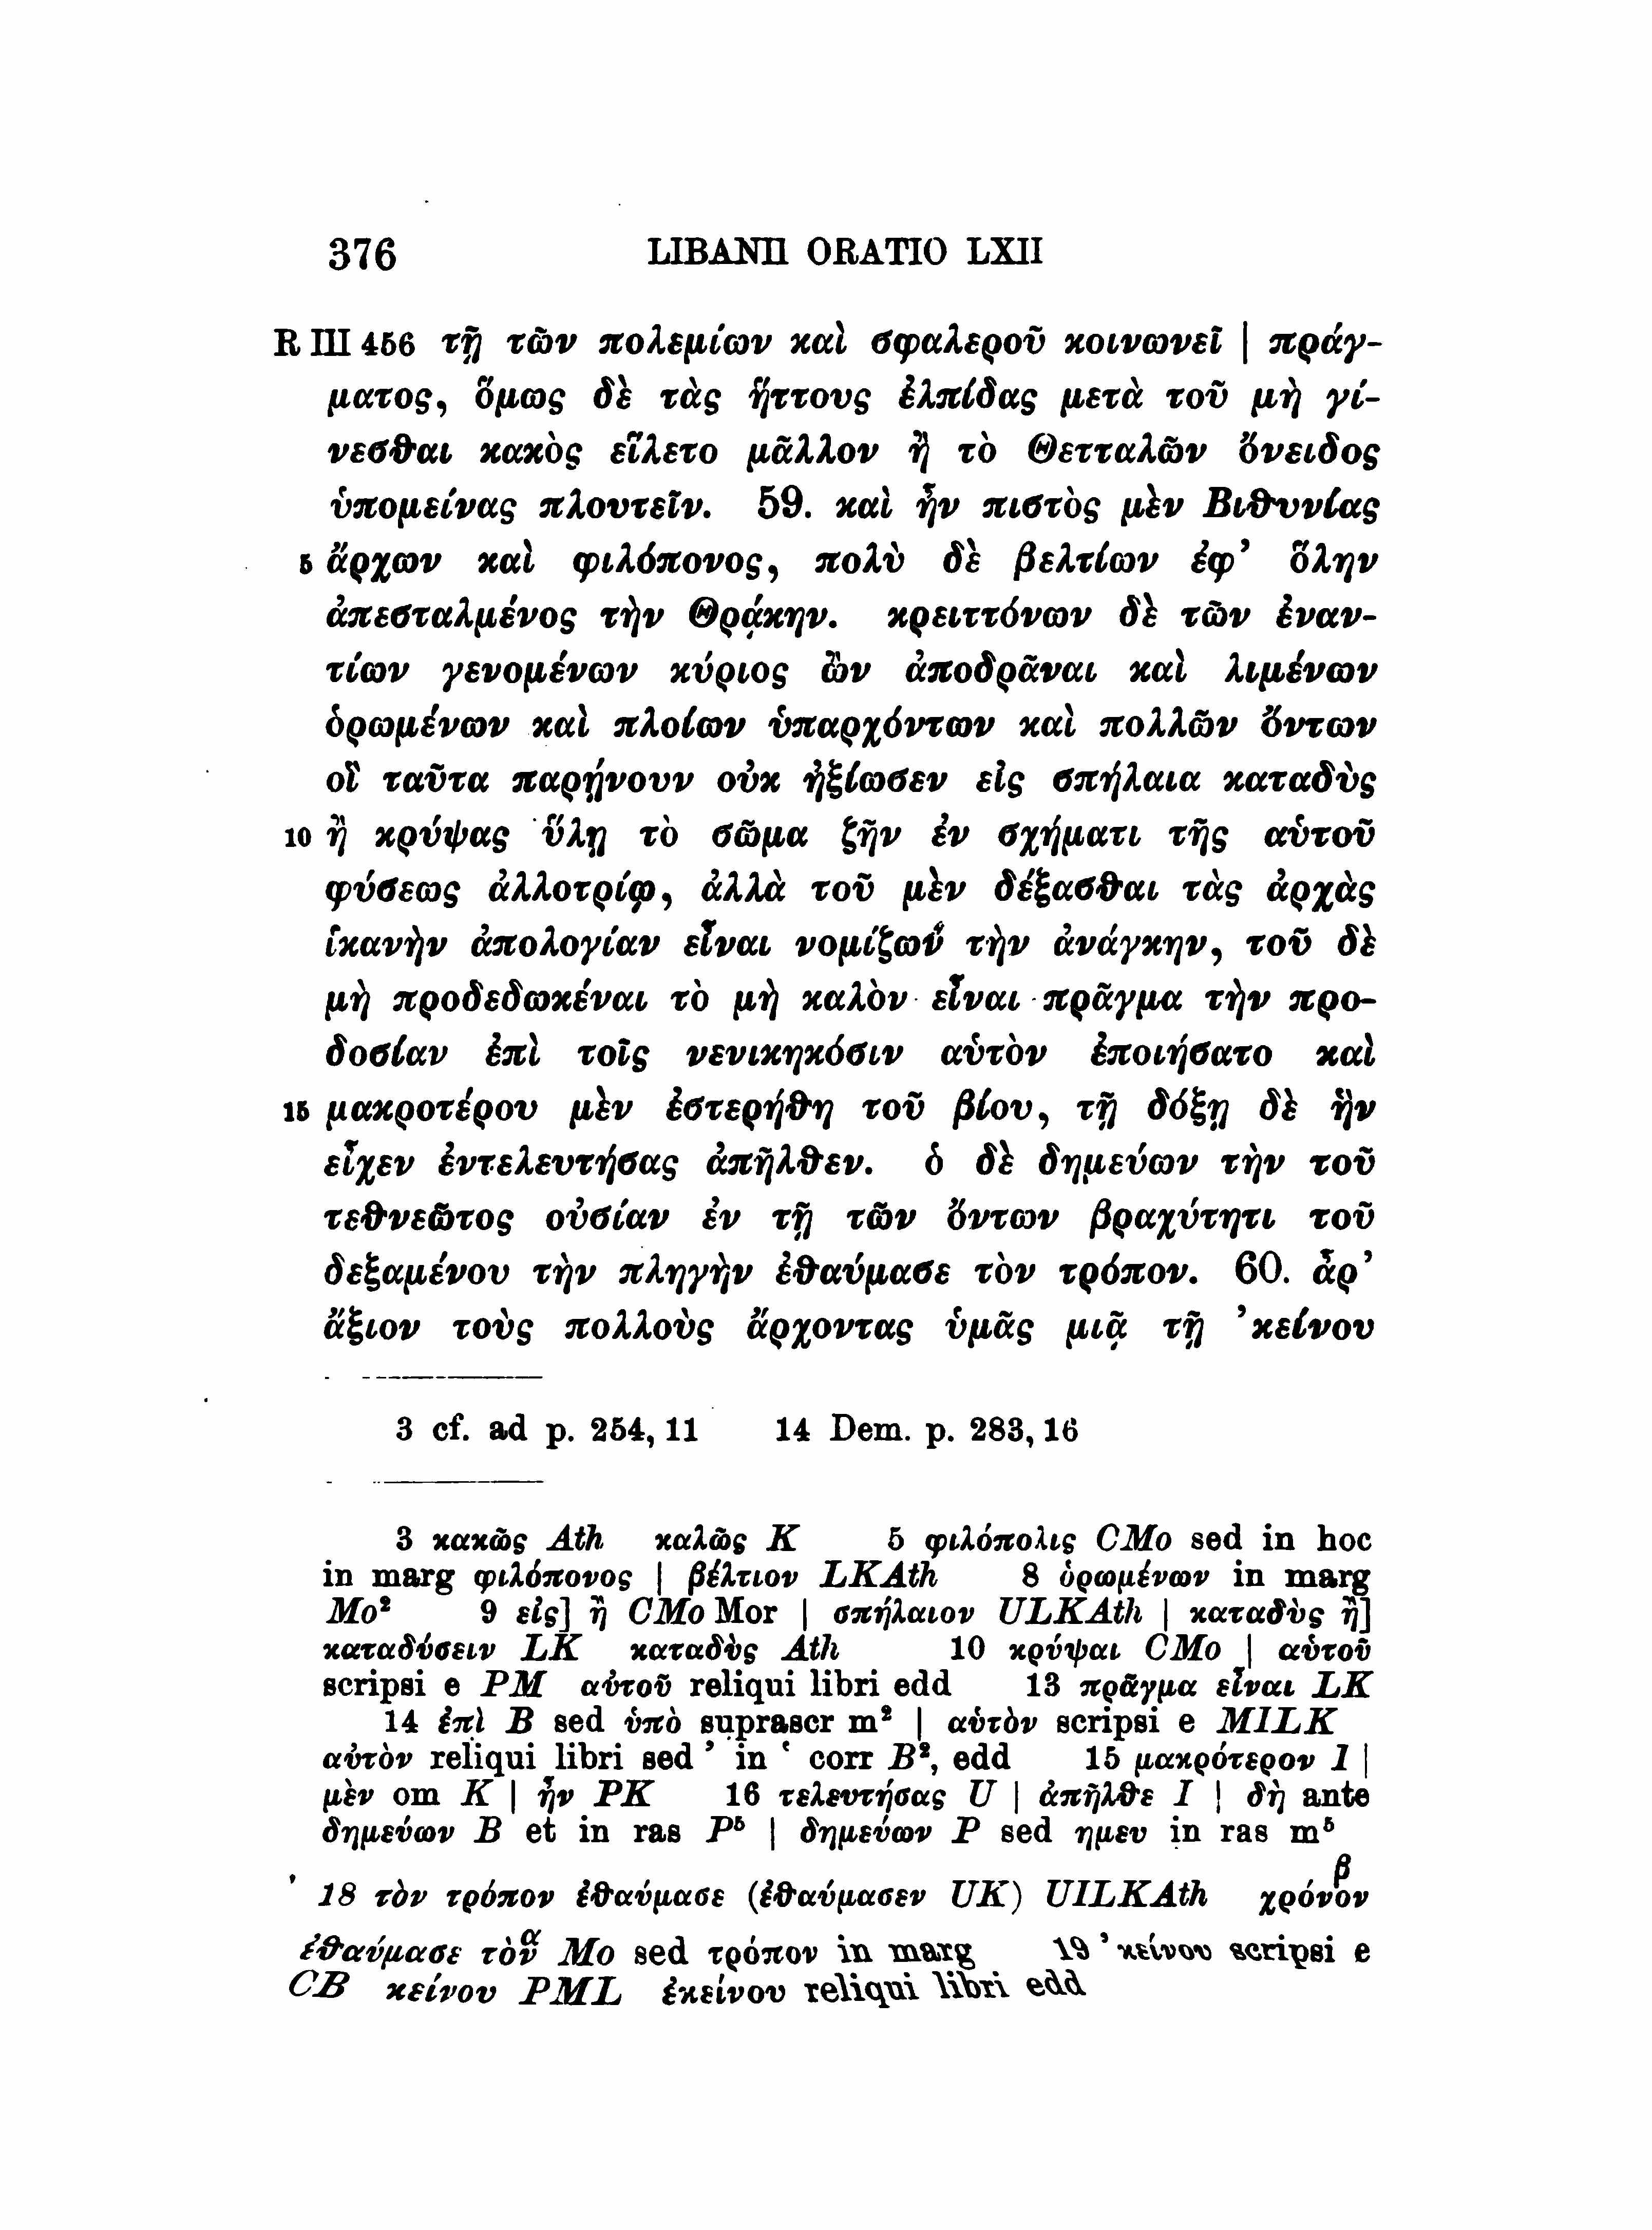 376 LIBANII ORATIO LXII
R III 456 τῇ τῶν πολεμίων καὶ σφαλεροῦ κοινωνεῖ | πράγ-
ματος, ὅμως δὲ τὰς ἥττους ἐλπίδας μετὰ τοῦ μὴ γί-
νεσθαι κακὸς εἵλετο μᾶλλον ἢ τὸ Θετταλῶν ὄνειδος
ὑπομείνας πλουτεῖν. 59. καὶ ἦν πιστὸς μὲν Βιθυνίας
5 ἄρχων καὶ φιλόπονος, πολὺ δὲ βελτίων ἐφ’ ὅλην
ἀπεσταλμένος τὴν Θρᾴκην. κρειττόνων δὲ τῶν ἐναν-
τίων γενομένων κύριος ὢν ἀποδρᾶναι καὶ λιμένων
ὁρωμένων καὶ πλοίων ὑπαρχόντων καὶ πολλῶν ὄντων
οἳ ταῦτα παρῄνουν οὐκ ἠξίωσεν εἰς σπήλαια καταδὺς
10 ἢ κρύψας ὕλῃ τὸ σῶμα ζῆν ἐν σχήματι τῆς αὑτοῦ
φύσεως ἀλλοτρίῳ, ἀλλὰ τοῦ μὲν δέξασθαι τὰς ἀρχὰς
ἱκανὴν ἀπολογίαν εἶναι νομίζων τὴν ἀνάγκην, τοῦ δὲ
μὴ προδεδωκέναι τὸ μὴ καλὸν εἶναι πρᾶγμα τὴν προ-
δοσίαν ἐπὶ τοῖς νενικηκόσιν αὑτὸν ἐποιήσατο καὶ
15 μακροτέρου μὲν ἐστερήθη τοῦ βίου, τῇ δόξῃ δὲ ἣν
εἶχεν ἐντελευτήσας ἀπῆλθεν. ὁ δὲ δημεύων τὴν τοῦ
τεθνεῶτος οὐσίαν ἐν τῇ τῶν ὄντων βραχύτητι τοῦ
δεξαμένου τὴν πληγὴν ἐθαύμασε τὸν τρόπον. 60. ἆρ’
ἄξιον τοὺς πολλοὺς ἄρχοντας ὑμᾶς μιᾷ τῇ ’κείνου
3 cf. ad p. 254, 11 14 Dem. p. 283, 16
3 κακῶς Ath καλῶς K 5 φιλόπολις CMo sed in hoc
in marg φιλόπονος | βέλτιον LKAth 8 ὁρωμένων in marg
Mo² 9 εἰς] ἢ CMo Mor | σπήλαιον ULKAth | καταδὺς ἢ]
καταδύσειν LK καταδὺς Ath 10 κρύψαι CMo | αὑτοῦ
scripsi e PM αὐτοῦ reliqui libri edd 13 πρᾶγμα εἶναι LK
14 ἐπὶ B sed ὑπὸ suprascr m² | αὑτὸν scripsi e MILK
αὐτὸν reliqui libri sed ’ in ‘ corr B², edd 15 μακρότερον I |
μὲν om K | ἦν PK 16 τελευτήσας U | ἀπῆλθε I | δὴ ante
δημεύων B et in ras P⁵ | δημεύων P sed ημευ in ras m⁵
β
18 τὸν τρόπον ἐθαύμασε (ἐθαύμασεν UK) UILKAth χρόνον
α
ἐθαύμασε τὸν Mo sed τρόπον in marg 19 ’κείνου scripsi e
CB κείνου PML ἐκείνου reliqui libri edd